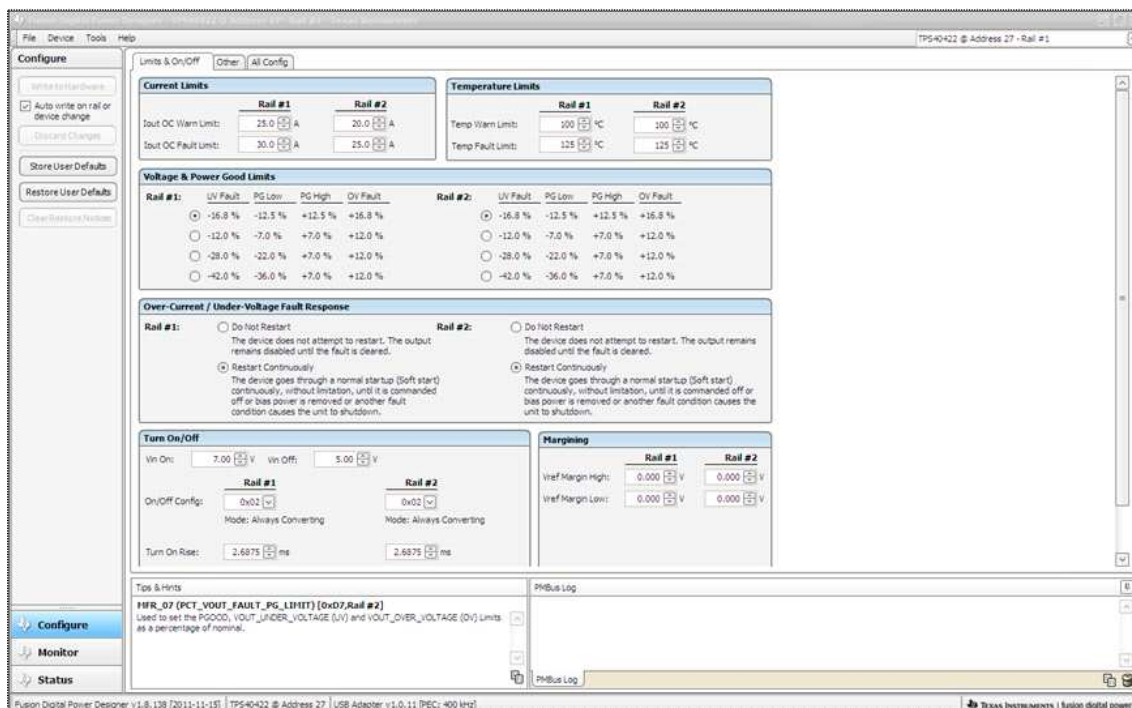 Fusion Digital Power Designer - TPS40422 @ Address 27 - Rail #1 - Texas Instruments
File Device Tools Help
TPS40422 @ Address 27 - Rail #1
Configure
Write to Hardware
Auto write on rail or
device change
Discard Changes
Store User Defaults
Restore User Defaults
Clear Restore Notices
Limits & On/Off Other All Config
Current Limits
Rail #1 Rail #2
Iout OC Warn Limit: 25.0 A 20.0 A
Iout OC Fault Limit: 30.0 A 25.0 A
Temperature Limits
Rail #1 Rail #2
Temp Warn Limit: 100 °C 100 °C
Temp Fault Limit: 125 °C 125 °C
Voltage & Power Good Limits
Rail #1: UV Fault PG Low PG High OV Fault
-16.8 % -12.5 % +12.5 % +16.8 %
-12.0 % -7.0 % +7.0 % +12.0 %
-28.0 % -22.0 % +7.0 % +12.0 %
-42.0 % -36.0 % +7.0 % +12.0 %
Rail #2: UV Fault PG Low PG High OV Fault
-16.8 % -12.5 % +12.5 % +16.8 %
-12.0 % -7.0 % +7.0 % +12.0 %
-28.0 % -22.0 % +7.0 % +12.0 %
-42.0 % -36.0 % +7.0 % +12.0 %
Over-Current / Under-Voltage Fault Response
Rail #1: Do Not Restart
The device does not attempt to restart. The output
remains disabled until the fault is cleared.
Restart Continuously
The device goes through a normal startup (Soft start)
continuously, without limitation, until it is commanded
off or bias power is removed or another fault
condition causes the unit to shutdown.
Rail #2: Do Not Restart
The device does not attempt to restart. The output remains
disabled until the fault is cleared.
Restart Continuously
The device goes through a normal startup (Soft start)
continuously, without limitation, until it is commanded off or
bias power is removed or another fault condition causes the
unit to shutdown.
Turn On/Off
Vin On: 7.00 V Vin Off: 5.00 V
Rail #1 Rail #2
On/Off Config: 0x02 0x02
Mode: Always Converting Mode: Always Converting
Turn On Rise: 2.6875 ms 2.6875 ms
Margining
Rail #1 Rail #2
Vref Margin High: 0.000 V 0.000 V
Vref Margin Low: 0.000 V 0.000 V
Tips & Hints
MFR_07 (PCT_VOUT_FAULT_PG_LIMIT) [0xD7,Rail #2]
Used to set the PGOOD, VOUT_UNDER_VOLTAGE (UV) and VOUT_OVER_VOLTAGE (OV) Limits
as a percentage of nominal.
PMBus Log
PMBus Log
Configure
Monitor
Status
Fusion Digital Power Designer v1.8.138 [2011-11-15] TPS40422 @ Address 27 USB Adapter v1.0.11 [PEC; 400 kHz]
TEXAS INSTRUMENTS | fusion digital power